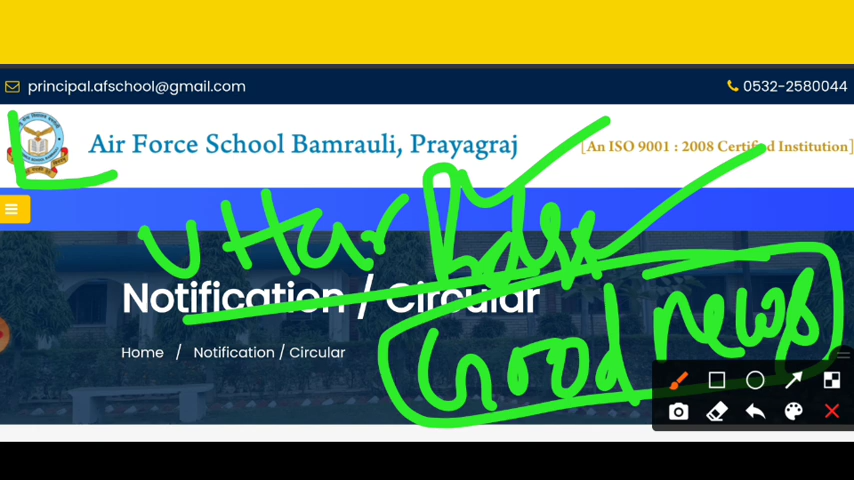 principal.afschool@gmail.com 0532-2580044
Air Force School Bamrauli, Prayagraj [An ISO 9001 : 2008 Certified Institution]
Uttar
Notification / Circular
Good news
Home / Notification / Circular